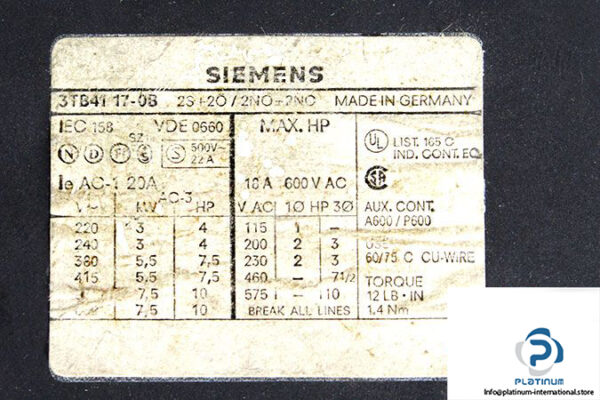 SIEMENS
3TB41 17-0B 2S+2O / 2NO+2NC MADE IN GERMANY
IEC 158 VDE 0660
SZ
N D S
S 500V~ 22A
Ie AC-1 20A
AC-3
HP
220 3 4
240 3 4
380 5,5 7,5
415 5,5 7,5
7,5 10
7,5 10
MAX. HP
18 A 600 V AC
V AC 1Ø HP 3Ø
115 1 –
200 2 3
230 2 3
460 – 7 1/2
575 – 10
BREAK ALL LINES
UL LIST. 165 C
IND. CONT. EQ
SA
AUX. CONT.
A600 / P600
USE
60/75 C CU-WIRE
TORQUE
12 LB · IN
1.4 Nm
PLATINUM
info@platinum-international.store